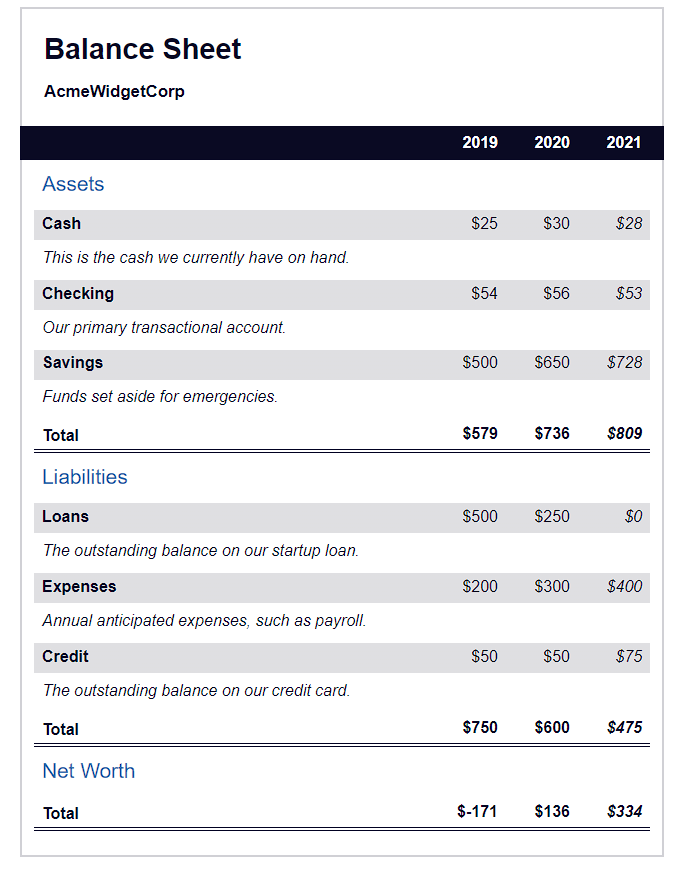 Balance Sheet
AcmeWidgetCorp
2019 2020 2021
Assets
Cash $25 $30 $28
This is the cash we currently have on hand.
Checking $54 $56 $53
Our primary transactional account.
Savings $500 $650 $728
Funds set aside for emergencies.
Total $579 $736 $809
Liabilities
Loans $500 $250 $0
The outstanding balance on our startup loan.
Expenses $200 $300 $400
Annual anticipated expenses, such as payroll.
Credit $50 $50 $75
The outstanding balance on our credit card.
Total $750 $600 $475
Net Worth
Total $-171 $136 $334